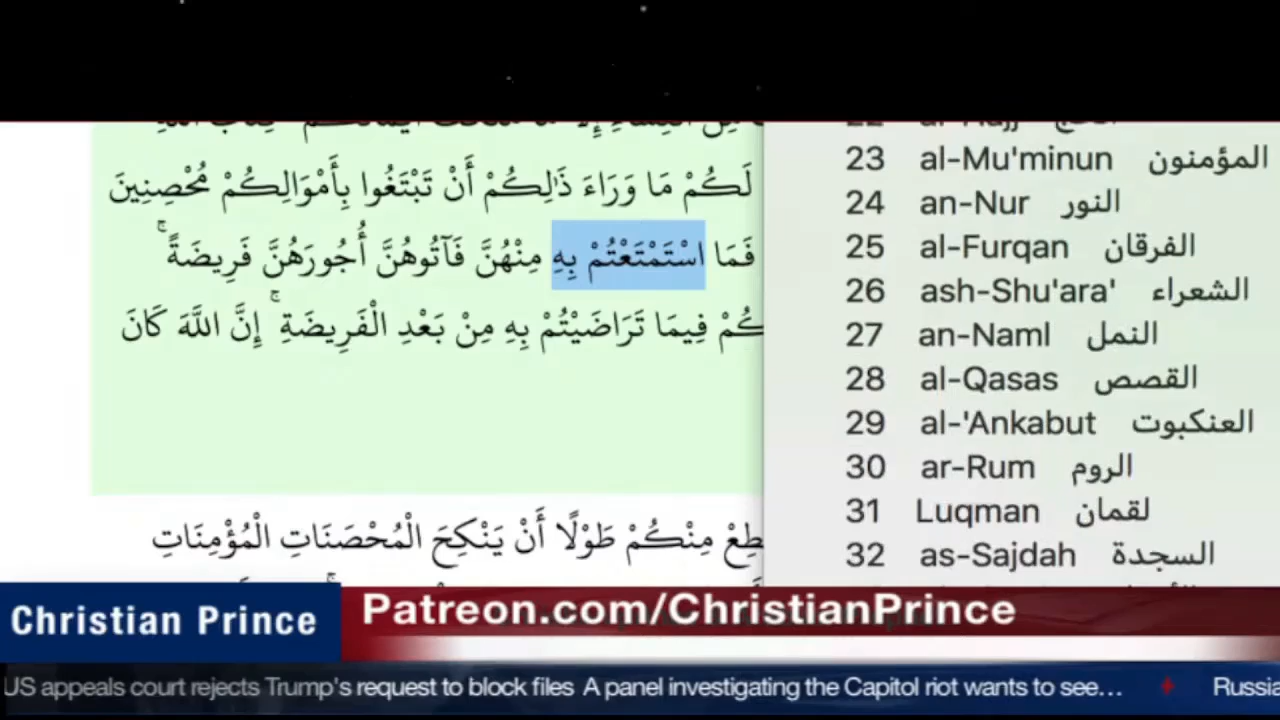 لَكُمْ مَا وَرَاءَ ذَٰلِكُمْ أَنْ تَبْتَغُوا بِأَمْوَالِكُمْ مُحْصِنِينَ
فَمَا اسْتَمْتَعْتُمْ بِهِ مِنْهُنَّ فَآتُوهُنَّ أُجُورَهُنَّ فَرِيضَةً ۚ
كُمْ فِيمَا تَرَاضَيْتُمْ بِهِ مِنْ بَعْدِ الْفَرِيضَةِ ۚ إِنَّ اللَّهَ كَانَ
طِعْ مِنْكُمْ طَوْلًا أَنْ يَنْكِحَ الْمُحْصَنَاتِ الْمُؤْمِنَاتِ
23 al-Mu'minun المؤمنون
24 an-Nur النور
25 al-Furqan الفرقان
26 ash-Shu'ara' الشعراء
27 an-Naml النمل
28 al-Qasas القصص
29 al-'Ankabut العنكبوت
30 ar-Rum الروم
31 Luqman لقمان
32 as-Sajdah السجدة
Christian Prince
Patreon.com/ChristianPrince
US appeals court rejects Trump's request to block files A panel investigating the Capitol riot wants to see... Russia